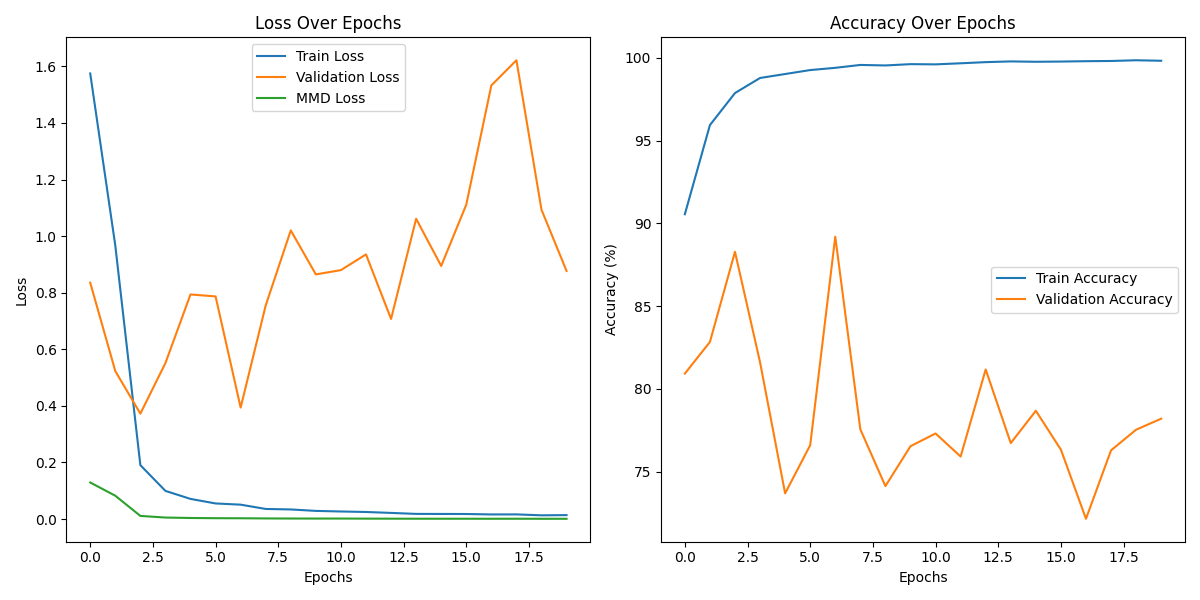 Loss Over Epochs
Train Loss
Validation Loss
MMD Loss
1.6
1.4
1.2
1.0
0.8
0.6
0.4
0.2
0.0
Loss
0.0 2.5 5.0 7.5 10.0 12.5 15.0 17.5
Epochs
Accuracy Over Epochs
Train Accuracy
Validation Accuracy
100
95
90
85
80
75
Accuracy (%)
0.0 2.5 5.0 7.5 10.0 12.5 15.0 17.5
Epochs